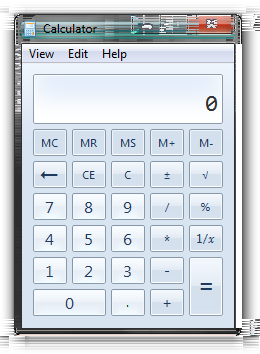 Calculator
View Edit Help
0
MC MR MS M+ M-
← CE C ± √
7 8 9 / %
4 5 6 * 1/x
1 2 3 - =
0 . +